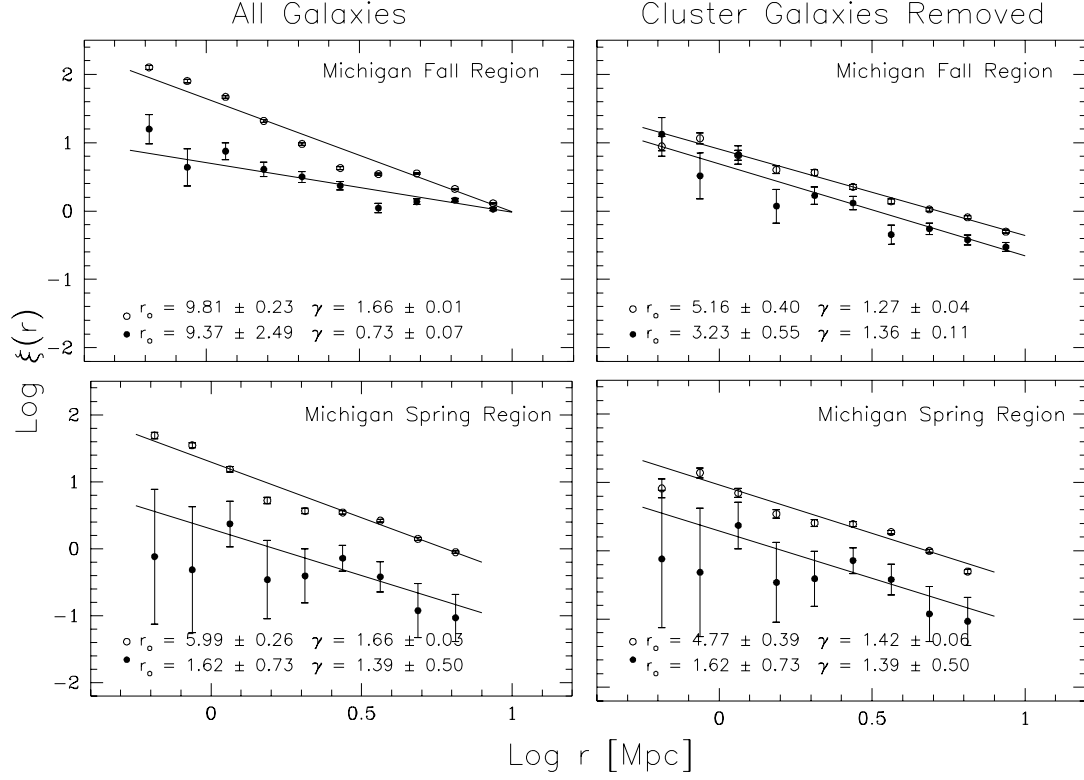 All Galaxies
Cluster Galaxies Removed
Michigan Fall Region
2
1
0
-1
-2
○ r₀ = 9.81 ± 0.23 γ = 1.66 ± 0.01
● r₀ = 9.37 ± 2.49 γ = 0.73 ± 0.07
Michigan Fall Region
○ r₀ = 5.16 ± 0.40 γ = 1.27 ± 0.04
● r₀ = 3.23 ± 0.55 γ = 1.36 ± 0.11
Log ξ(r)
Michigan Spring Region
2
1
0
-1
-2
○ r₀ = 5.99 ± 0.26 γ = 1.66 ± 0.03
● r₀ = 1.62 ± 0.73 γ = 1.39 ± 0.50
0 0.5 1
Michigan Spring Region
○ r₀ = 4.77 ± 0.39 γ = 1.42 ± 0.06
● r₀ = 1.62 ± 0.73 γ = 1.39 ± 0.50
0 0.5 1
Log r [Mpc]